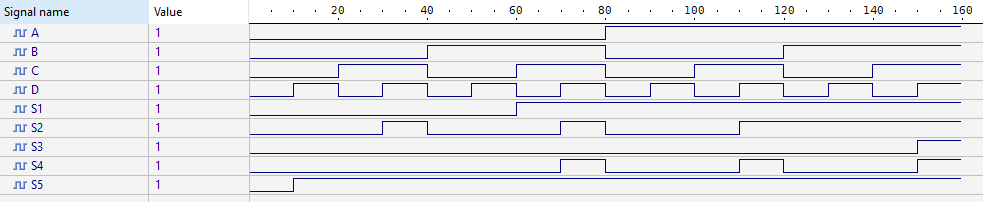 Signal name Value 20 40 60 80 100 120 140 160
A 1
B 1
C 1
D 1
S1 1
S2 1
S3 1
S4 1
S5 1